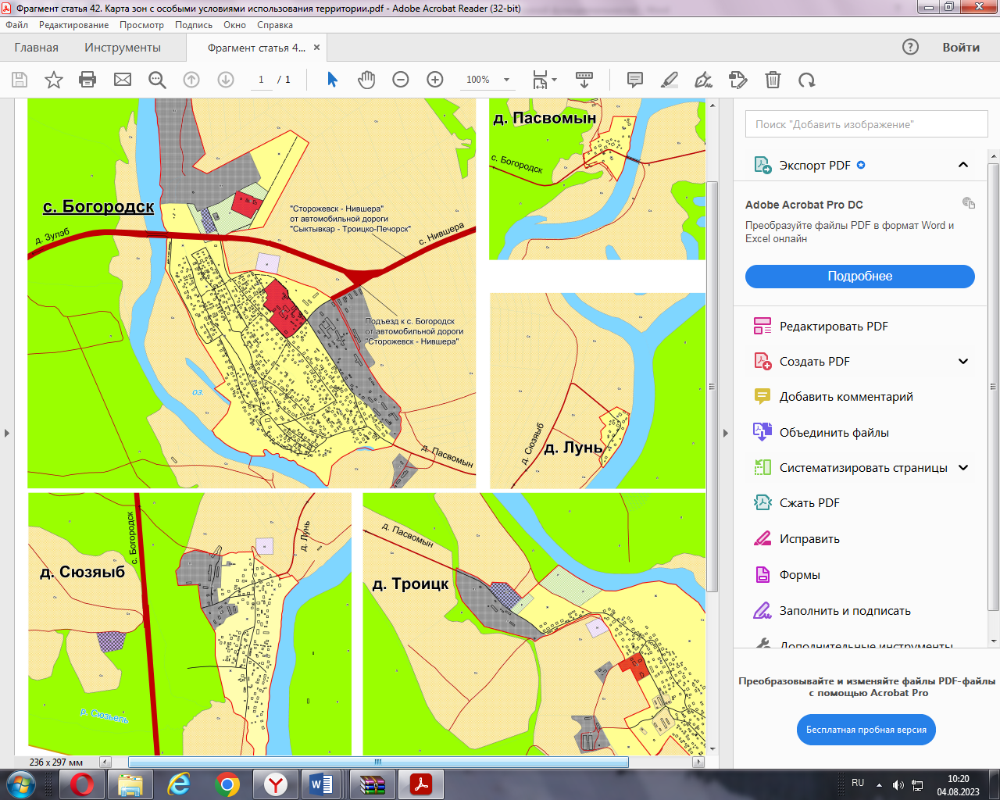 Фрагмент статья 42. Карта зон с особыми условиями использования территории.pdf - Adobe Acrobat Reader (32-bit)
Файл Редактирование Просмотр Подпись Окно Справка
Главная Инструменты Фрагмент статья 4... ×
Войти
1 / 1 100%
с. Богородск
д. Зулэб
"Сторожевск - Нившера"
от автомобильной дороги
"Сыктывкар - Троицко-Печорск"
с. Нившера
Подъезд к с. Богородск
от автомобильной дороги
"Сторожевск - Нившера"
оз.
д. Пасвомын
д. Пасвомын
с. Богородск
д. Сюзяыб
д. Лунь
с. Богородск
д. Лунь
д. Сюзяыб
р. Сюзьель
д. Пасвомын
д. Троицк
236 x 297 мм
Поиск "Добавить изображение"
Экспорт PDF
Adobe Acrobat Pro DC
Преобразуйте файлы PDF в формат Word и
Excel онлайн
Подробнее
Редактировать PDF
Создать PDF
Добавить комментарий
Объединить файлы
Систематизировать страницы
Сжать PDF
Исправить
Формы
Заполнить и подписать
Дополнительные инструменты
Преобразовывайте и изменяйте файлы PDF-файлы
с помощью Acrobat Pro
Бесплатная пробная версия
RU
10:20
04.08.2023